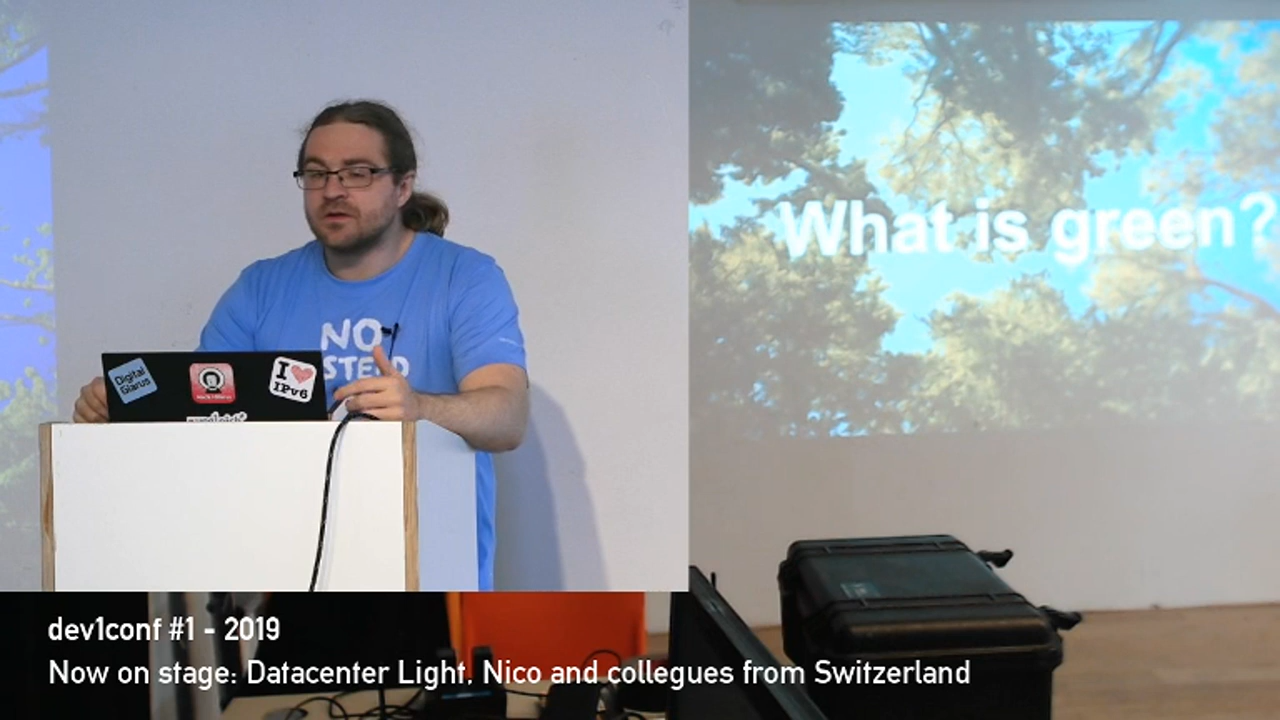 What is green?
NO
Digital
Glarus
I ❤
IPv6
dev1conf #1 - 2019
Now on stage: Datacenter Light, Nico and collegues from Switzerland